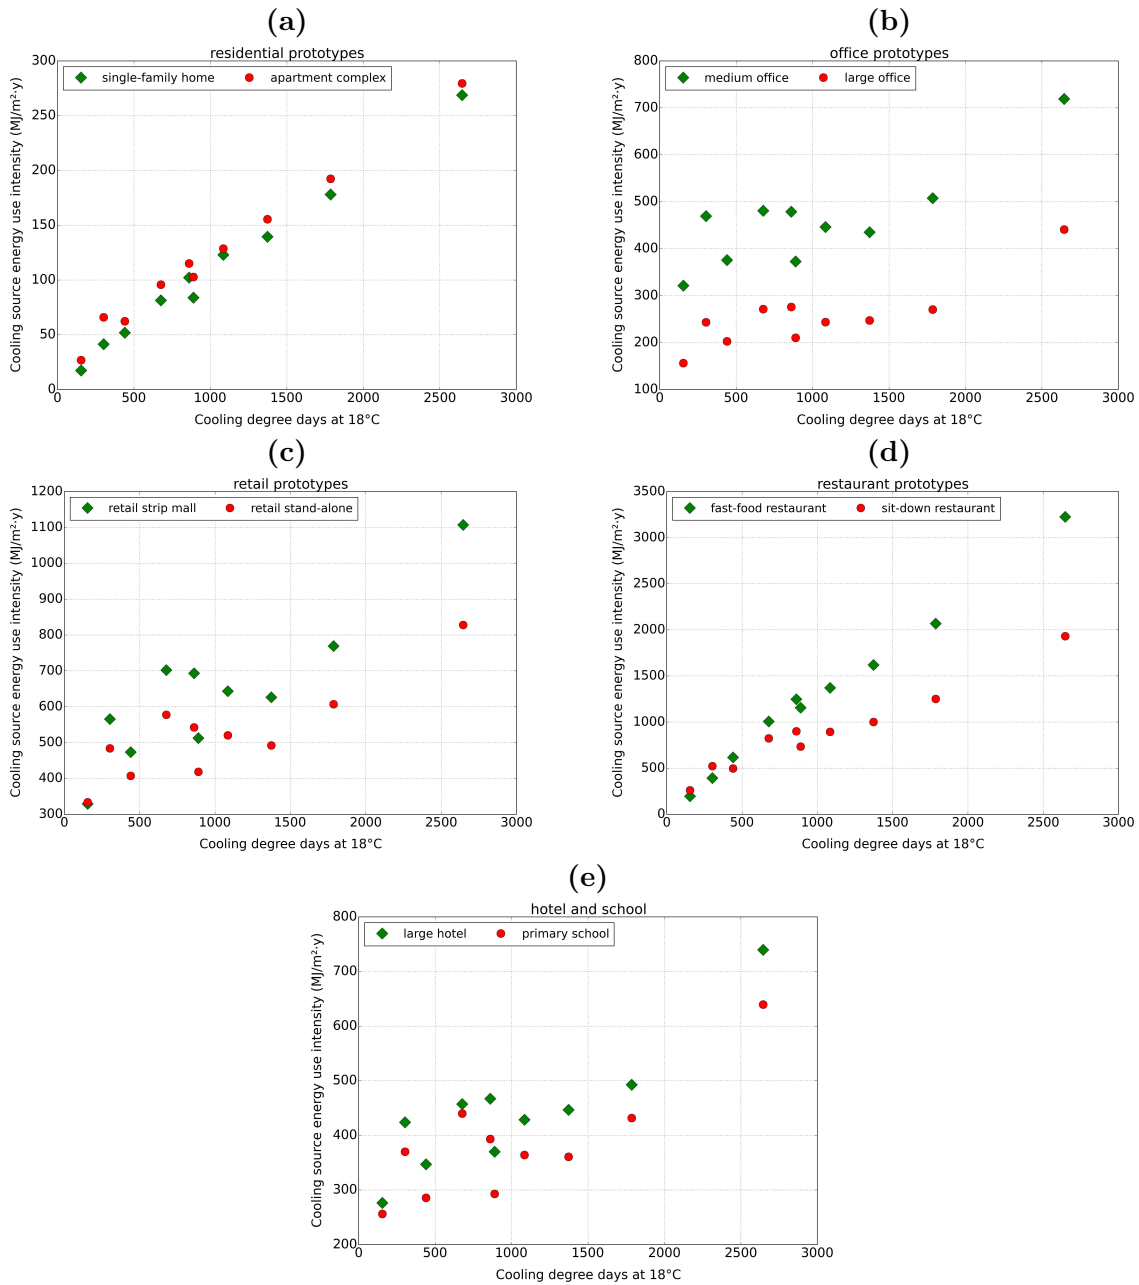 (a)
residential prototypes
single-family home
apartment complex
Cooling source energy use intensity (MJ/m²·y)
300
250
200
150
100
50
0
0 500 1000 1500 2000 2500 3000
Cooling degree days at 18°C
(b)
office prototypes
medium office
large office
Cooling source energy use intensity (MJ/m²·y)
800
700
600
500
400
300
200
100
0 500 1000 1500 2000 2500 3000
Cooling degree days at 18°C
(c)
retail prototypes
retail strip mall
retail stand-alone
Cooling source energy use intensity (MJ/m²·y)
1200
1100
1000
900
800
700
600
500
400
300
0 500 1000 1500 2000 2500 3000
Cooling degree days at 18°C
(d)
restaurant prototypes
fast-food restaurant
sit-down restaurant
Cooling source energy use intensity (MJ/m²·y)
3500
3000
2500
2000
1500
1000
500
0
0 500 1000 1500 2000 2500 3000
Cooling degree days at 18°C
(e)
hotel and school
large hotel
primary school
Cooling source energy use intensity (MJ/m²·y)
800
700
600
500
400
300
200
0 500 1000 1500 2000 2500 3000
Cooling degree days at 18°C